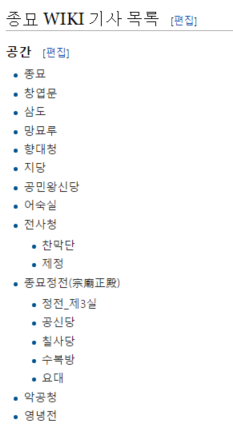 종묘 WIKI 기사 목록 [편집]
공간 [편집]
종묘
창엽문
삼도
망묘루
향대청
지당
공민왕신당
어숙실
전사청
찬막단
제정
종묘정전(宗廟正殿)
정전_제3실
공신당
칠사당
수복방
요대
악공청
영녕전